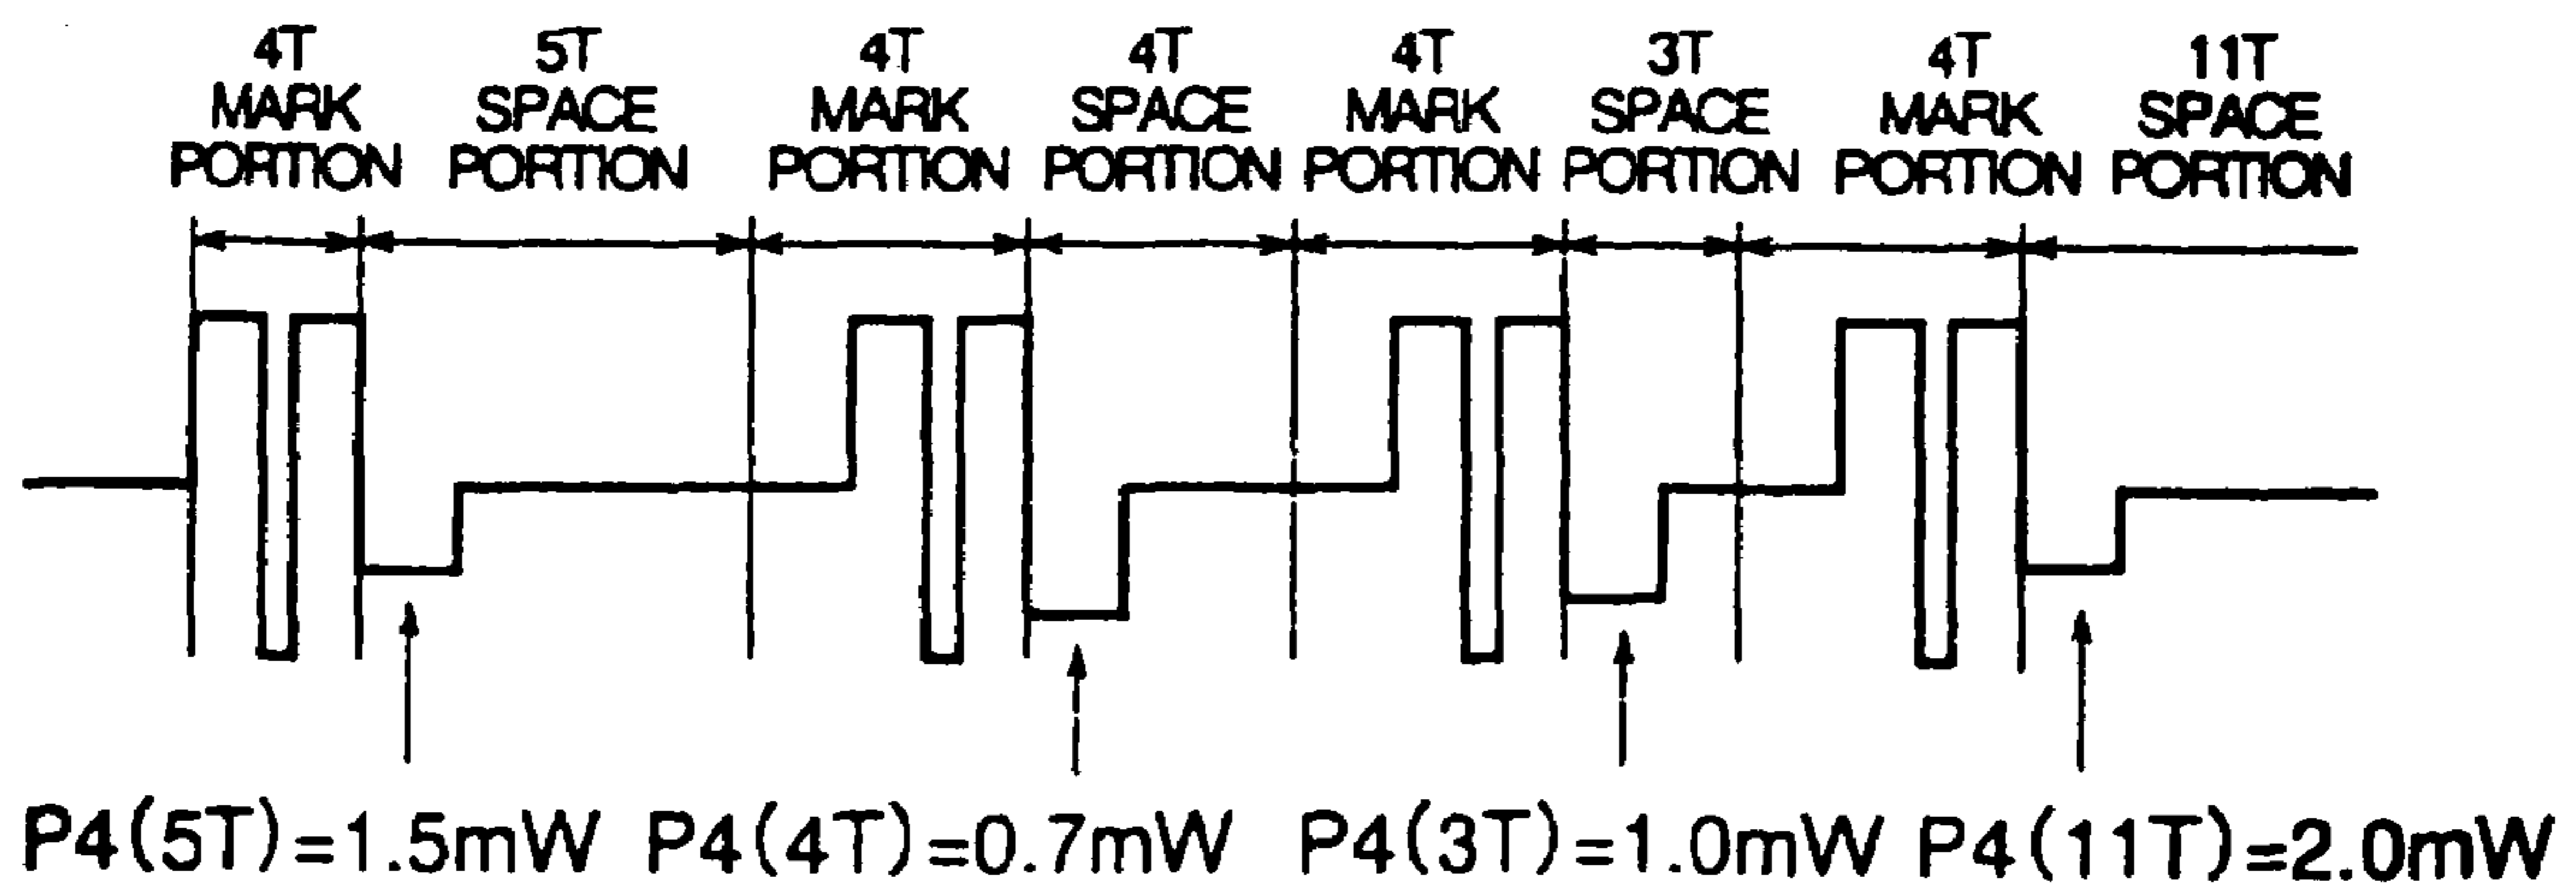 4T
MARK
PORTION
5T
SPACE
PORTION
4T
MARK
PORTION
4T
SPACE
PORTION
4T
MARK
PORTION
3T
SPACE
PORTION
4T
MARK
PORTION
11T
SPACE
PORTION
P4(5T)=1.5mW
P4(4T)=0.7mW
P4(3T)=1.0mW
P4(11T)=2.0mW